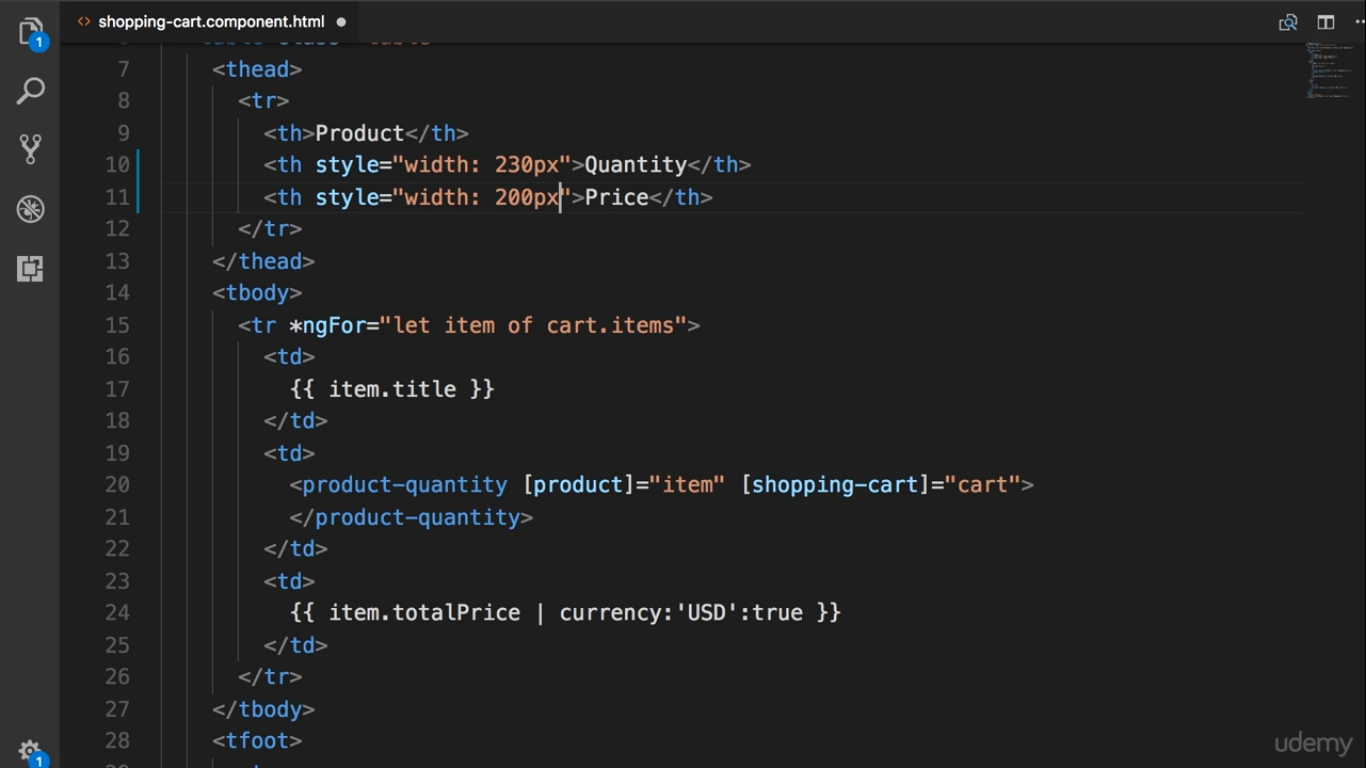 shopping-cart.component.html
7 <thead>
8 <tr>
9 <th>Product</th>
10 <th style="width: 230px">Quantity</th>
11 <th style="width: 200px">Price</th>
12 </tr>
13 </thead>
14 <tbody>
15 <tr *ngFor="let item of cart.items">
16 <td>
17 {{ item.title }}
18 </td>
19 <td>
20 <product-quantity [product]="item" [shopping-cart]="cart">
21 </product-quantity>
22 </td>
23 <td>
24 {{ item.totalPrice | currency:'USD':true }}
25 </td>
26 </tr>
27 </tbody>
28 <tfoot>
1
1
udemy